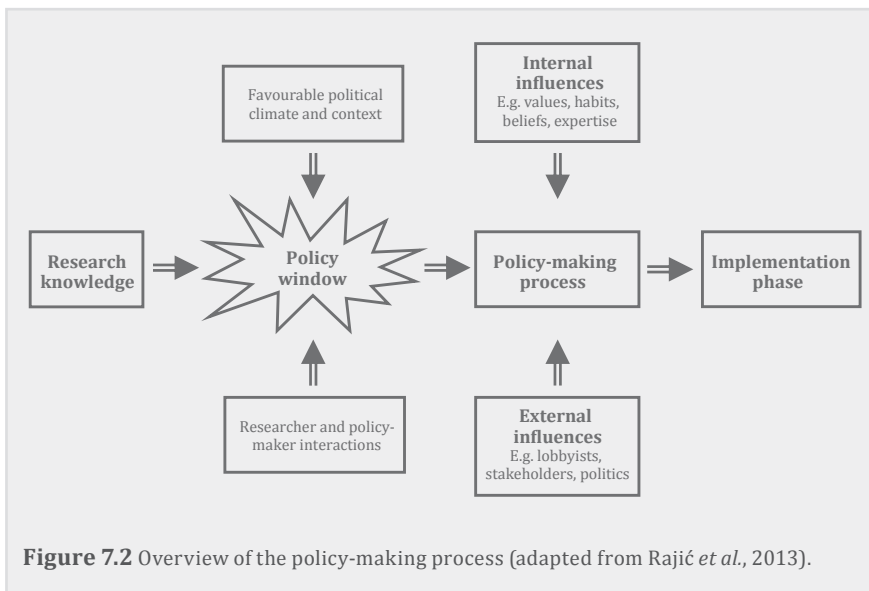 Favourable political
climate and context
Internal
influences
E.g. values, habits,
beliefs, expertise
Research
knowledge
Policy
window
Policy-making
process
Implementation
phase
Researcher and policy-
maker interactions
External
influences
E.g. lobbyists,
stakeholders, politics
Figure 7.2 Overview of the policy-making process (adapted from Rajić et al., 2013).